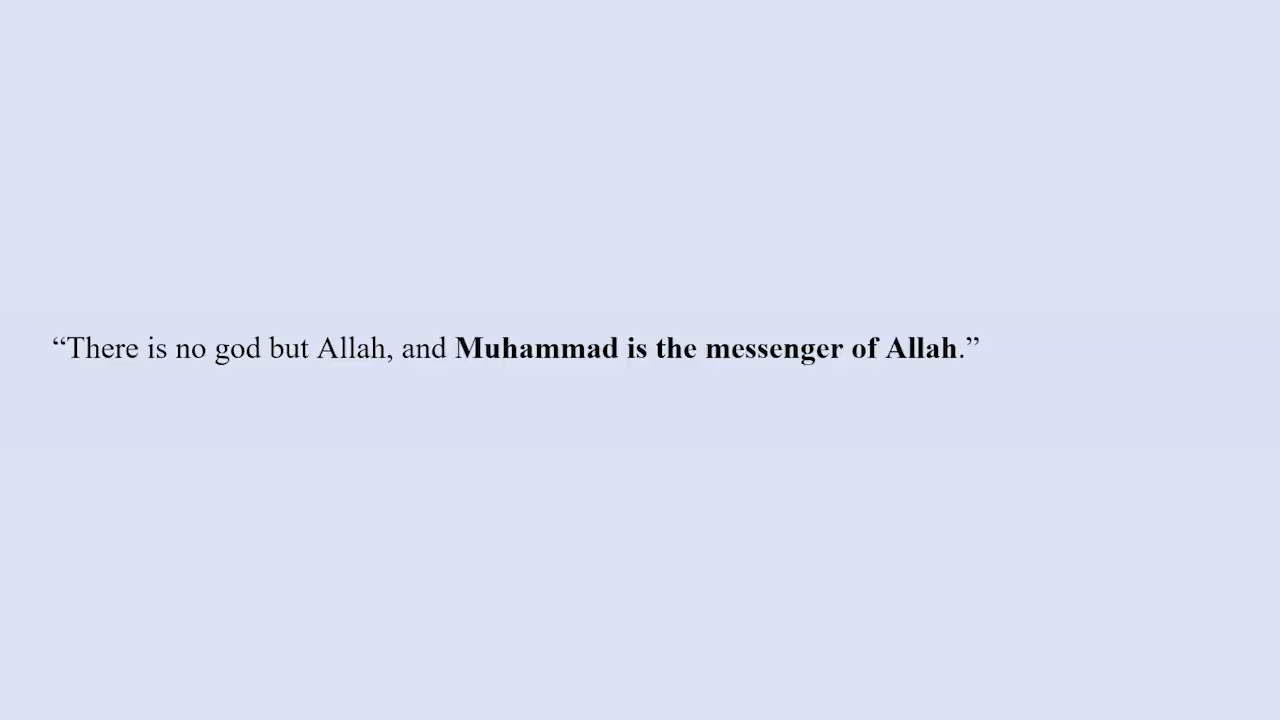 “There is no god but Allah, and Muhammad is the messenger of Allah.”